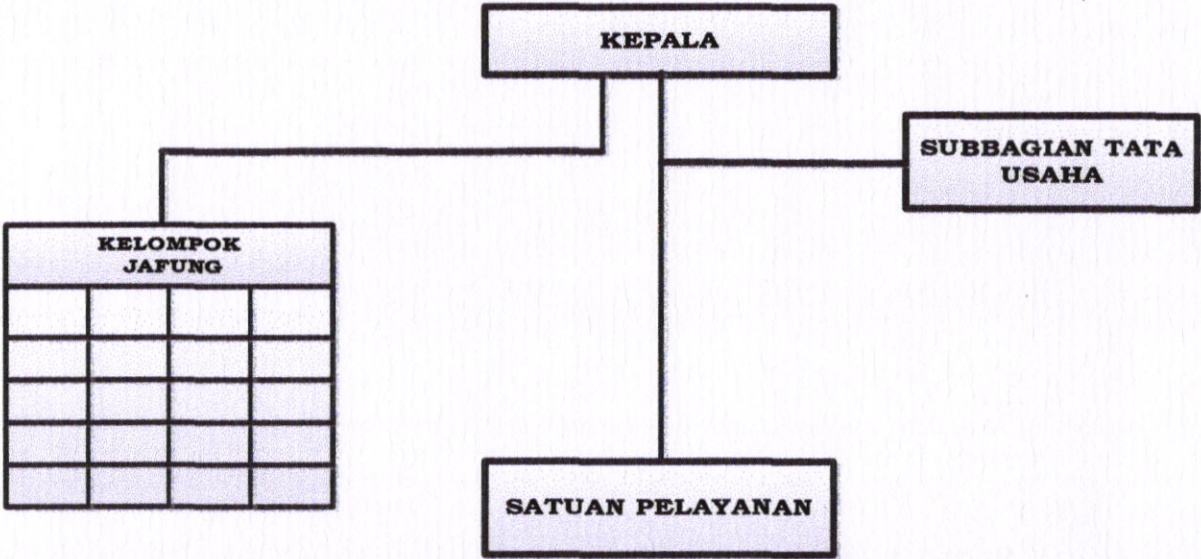 KEPALA
SUBBAGIAN TATA
USAHA
KELOMPOK
JAFUNG
SATUAN PELAYANAN